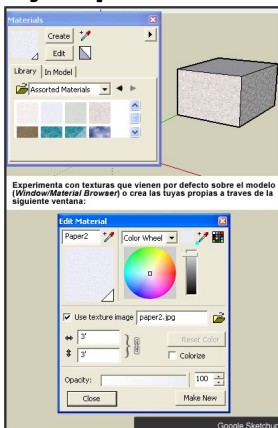 Materials
Create
Edit
Library In Model
Assorted Materials
Experimenta con texturas que vienen por defecto sobre el modelo
(Window/Material Browser) o crea las tuyas propias a traves de la
siguiente ventana:
Edit Material
Paper2 Color Wheel
Use texture image paper2.jpg
3' Reset Color
3' Colorize
Opacity: 100
Close Make New
Google Sketchup